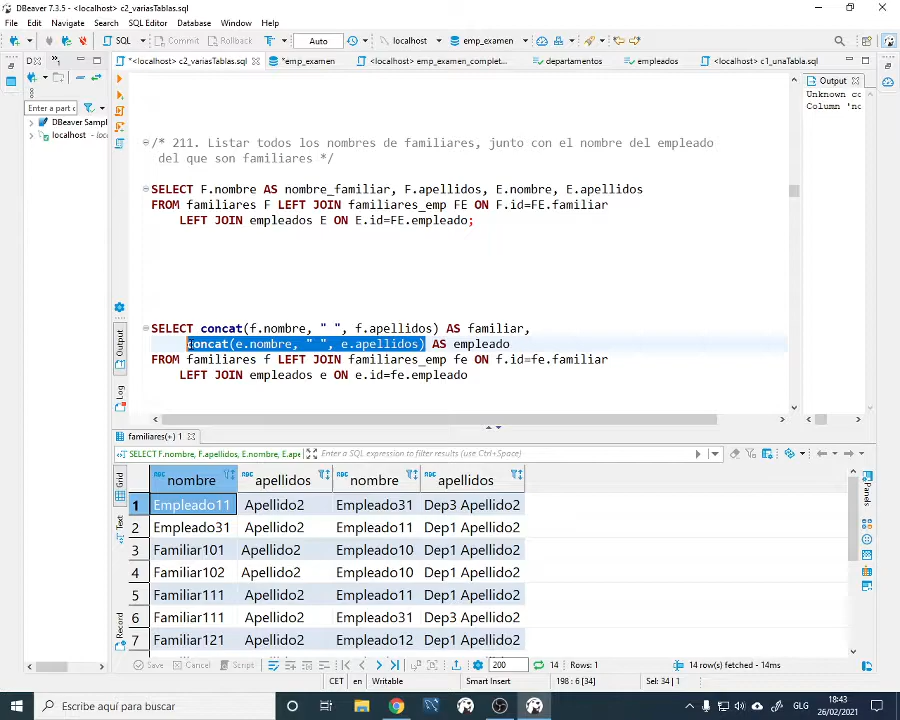 DBeaver 7.3.5 - <localhost> c2_variasTablas.sql
File Edit Navigate Search SQL Editor Database Window Help
SQL Commit Rollback T Auto localhost emp_examen
D *<localhost> c2_variasTablas.sql *emp_examen <localhost> emp_examen_complet... departamentos empleados <localhost> c1_unaTabla.sql Output
Enter a part
DBeaver Sampl
localhost - loca
Unknown co
Column 'no
/* 211. Listar todos los nombres de familiares, junto con el nombre del empleado
del que son familiares */
SELECT F.nombre AS nombre_familiar, F.apellidos, E.nombre, E.apellidos
FROM familiares F LEFT JOIN familiares_emp FE ON F.id=FE.familiar
LEFT JOIN empleados E ON E.id=FE.empleado;
SELECT concat(f.nombre, " ", f.apellidos) AS familiar,
concat(e.nombre, " ", e.apellidos) AS empleado
FROM familiares f LEFT JOIN familiares_emp fe ON f.id=fe.familiar
LEFT JOIN empleados e ON e.id=fe.empleado
Output
Log
familiares(+) 1
SELECT F.nombre, F.apellidos, E.nombre, E.ape Enter a SQL expression to filter results (use Ctrl+Space)
Grid
Text
Record
Panels
nombre apellidos nombre apellidos
1 Empleado11 Apellido2 Empleado31 Dep3 Apellido2
2 Empleado31 Apellido2 Empleado11 Dep1 Apellido2
3 Familiar101 Apellido2 Empleado10 Dep1 Apellido2
4 Familiar102 Apellido2 Empleado10 Dep1 Apellido2
5 Familiar111 Apellido2 Empleado11 Dep1 Apellido2
6 Familiar111 Apellido2 Empleado31 Dep3 Apellido2
7 Familiar121 Apellido2 Empleado12 Dep1 Apellido2
Save Cancel Script 200 14 Rows: 1 14 row(s) fetched - 14ms
CET en Writable Smart Insert 198 : 6 [34] Sel: 34 | 1
Escribe aquí para buscar GLG 18:43
26/02/2021